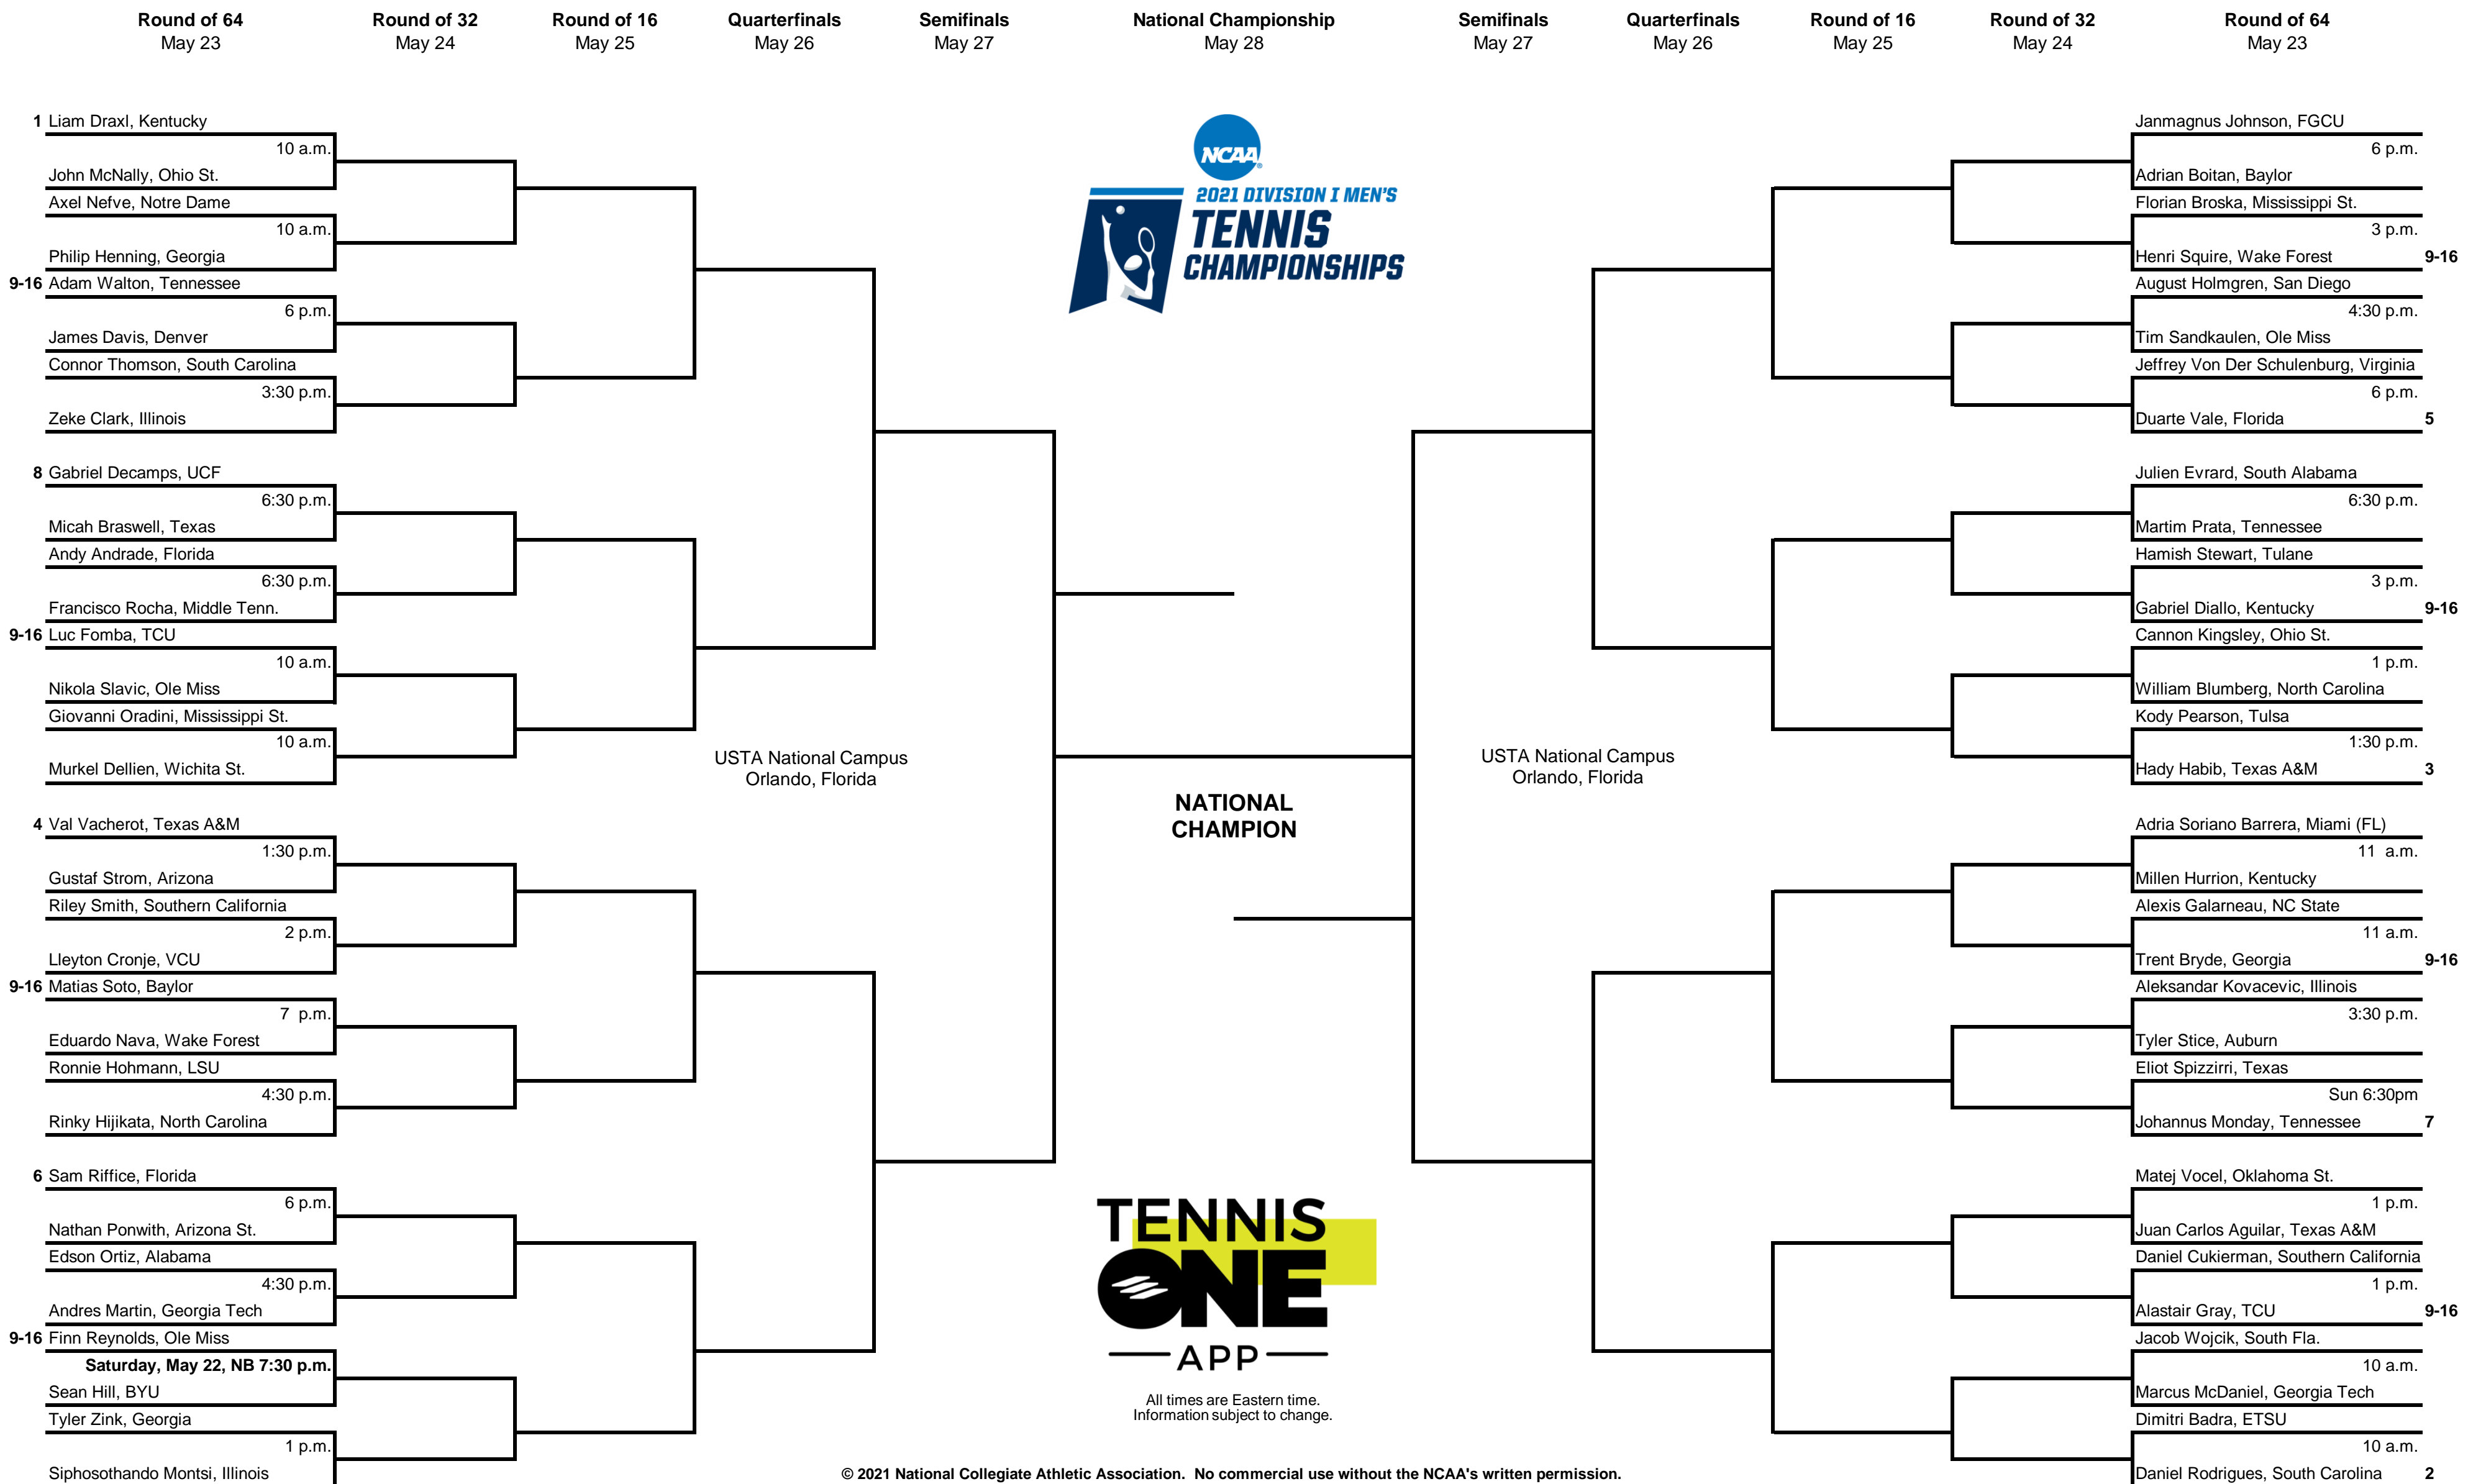 Round of 64 Round of 32 Round of 16 Quarterfinals Semifinals National Championship Semifinals Quarterfinals Round of 16 Round of 32 Round of 64
May 23 May 24 May 25 May 26 May 27 May 28 May 27 May 26 May 25 May 24 May 23
1 Liam Draxl, Kentucky
10 a.m.
John McNally, Ohio St.
Axel Nefve, Notre Dame
10 a.m.
Philip Henning, Georgia
9-16 Adam Walton, Tennessee
6 p.m.
James Davis, Denver
Connor Thomson, South Carolina
3:30 p.m.
Zeke Clark, Illinois
8 Gabriel Decamps, UCF
6:30 p.m.
Micah Braswell, Texas
Andy Andrade, Florida
6:30 p.m.
Francisco Rocha, Middle Tenn.
9-16 Luc Fomba, TCU
10 a.m.
Nikola Slavic, Ole Miss
Giovanni Oradini, Mississippi St.
10 a.m.
Murkel Dellien, Wichita St.
4 Val Vacherot, Texas A&M
1:30 p.m.
Gustaf Strom, Arizona
Riley Smith, Southern California
2 p.m.
Lleyton Cronje, VCU
9-16 Matias Soto, Baylor
7 p.m.
Eduardo Nava, Wake Forest
Ronnie Hohmann, LSU
4:30 p.m.
Rinky Hijikata, North Carolina
6 Sam Riffice, Florida
6 p.m.
Nathan Ponwith, Arizona St.
Edson Ortiz, Alabama
4:30 p.m.
Andres Martin, Georgia Tech
9-16 Finn Reynolds, Ole Miss
Saturday, May 22, NB 7:30 p.m.
Sean Hill, BYU
Tyler Zink, Georgia
1 p.m.
Siphosothando Montsi, Illinois
USTA National Campus
Orlando, Florida
NCAA
2021 DIVISION I MEN'S
TENNIS
CHAMPIONSHIPS
NATIONAL
CHAMPION
TENNIS
ONE
APP
All times are Eastern time.
Information subject to change.
© 2021 National Collegiate Athletic Association. No commercial use without the NCAA's written permission.
USTA National Campus
Orlando, Florida
Janmagnus Johnson, FGCU
6 p.m.
Adrian Boitan, Baylor
Florian Broska, Mississippi St.
3 p.m.
Henri Squire, Wake Forest 9-16
August Holmgren, San Diego
4:30 p.m.
Tim Sandkaulen, Ole Miss
Jeffrey Von Der Schulenburg, Virginia
6 p.m.
Duarte Vale, Florida 5
Julien Evrard, South Alabama
6:30 p.m.
Martim Prata, Tennessee
Hamish Stewart, Tulane
3 p.m.
Gabriel Diallo, Kentucky 9-16
Cannon Kingsley, Ohio St.
1 p.m.
William Blumberg, North Carolina
Kody Pearson, Tulsa
1:30 p.m.
Hady Habib, Texas A&M 3
Adria Soriano Barrera, Miami (FL)
11 a.m.
Millen Hurrion, Kentucky
Alexis Galarneau, NC State
11 a.m.
Trent Bryde, Georgia 9-16
Aleksandar Kovacevic, Illinois
3:30 p.m.
Tyler Stice, Auburn
Eliot Spizzirri, Texas
Sun 6:30pm
Johannus Monday, Tennessee 7
Matej Vocel, Oklahoma St.
1 p.m.
Juan Carlos Aguilar, Texas A&M
Daniel Cukierman, Southern California
1 p.m.
Alastair Gray, TCU 9-16
Jacob Wojcik, South Fla.
10 a.m.
Marcus McDaniel, Georgia Tech
Dimitri Badra, ETSU
10 a.m.
Daniel Rodrigues, South Carolina 2